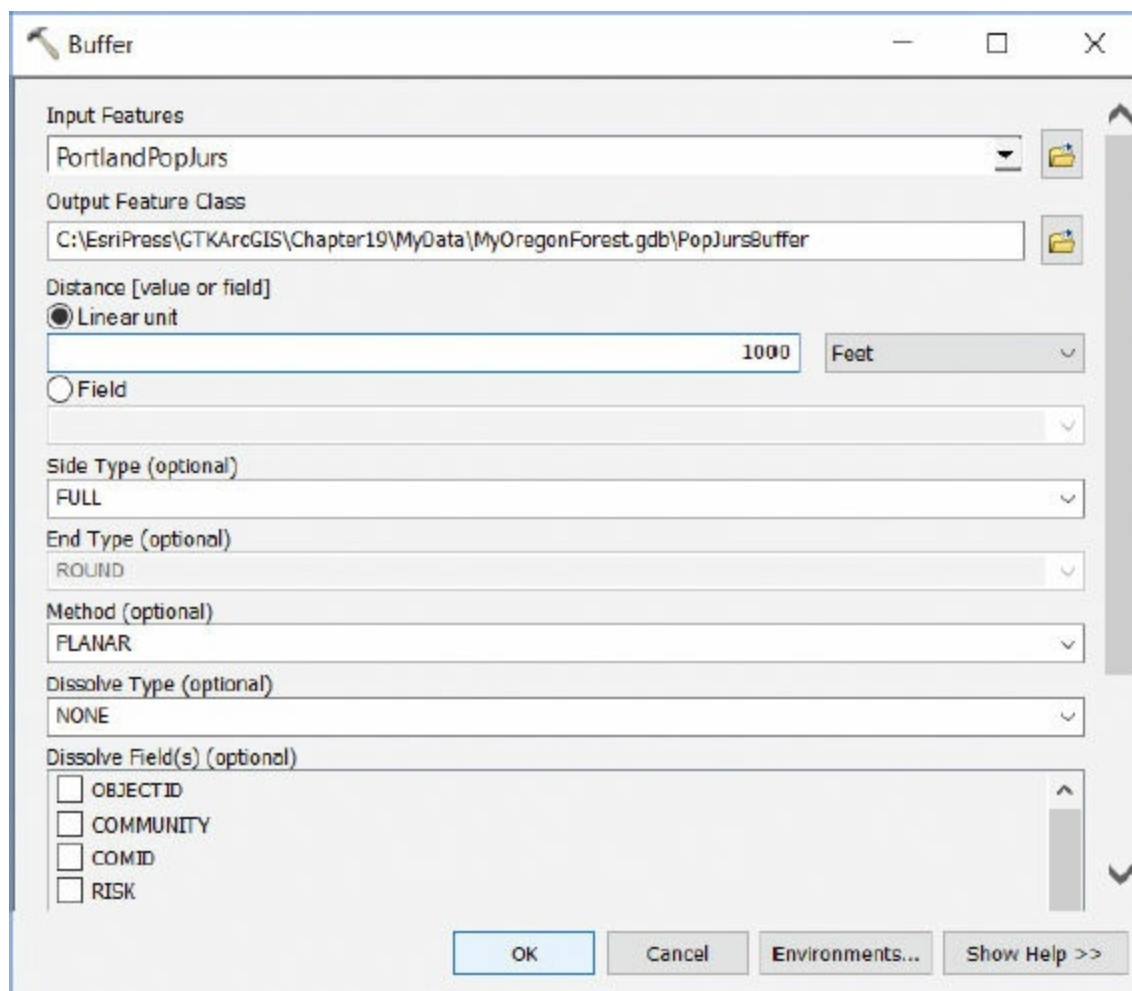 Buffer
Input Features
PortlandPopJurs
Output Feature Class
C:\EsriPress\GTKArcGIS\Chapter19\MyData\MyOregonForest.gdb\PopJursBuffer
Distance [value or field]
Linear unit
1000 Feet
Field
Side Type (optional)
FULL
End Type (optional)
ROUND
Method (optional)
PLANAR
Dissolve Type (optional)
NONE
Dissolve Field(s) (optional)
OBJECTID
COMMUNITY
COMID
RISK
OK Cancel Environments... Show Help >>